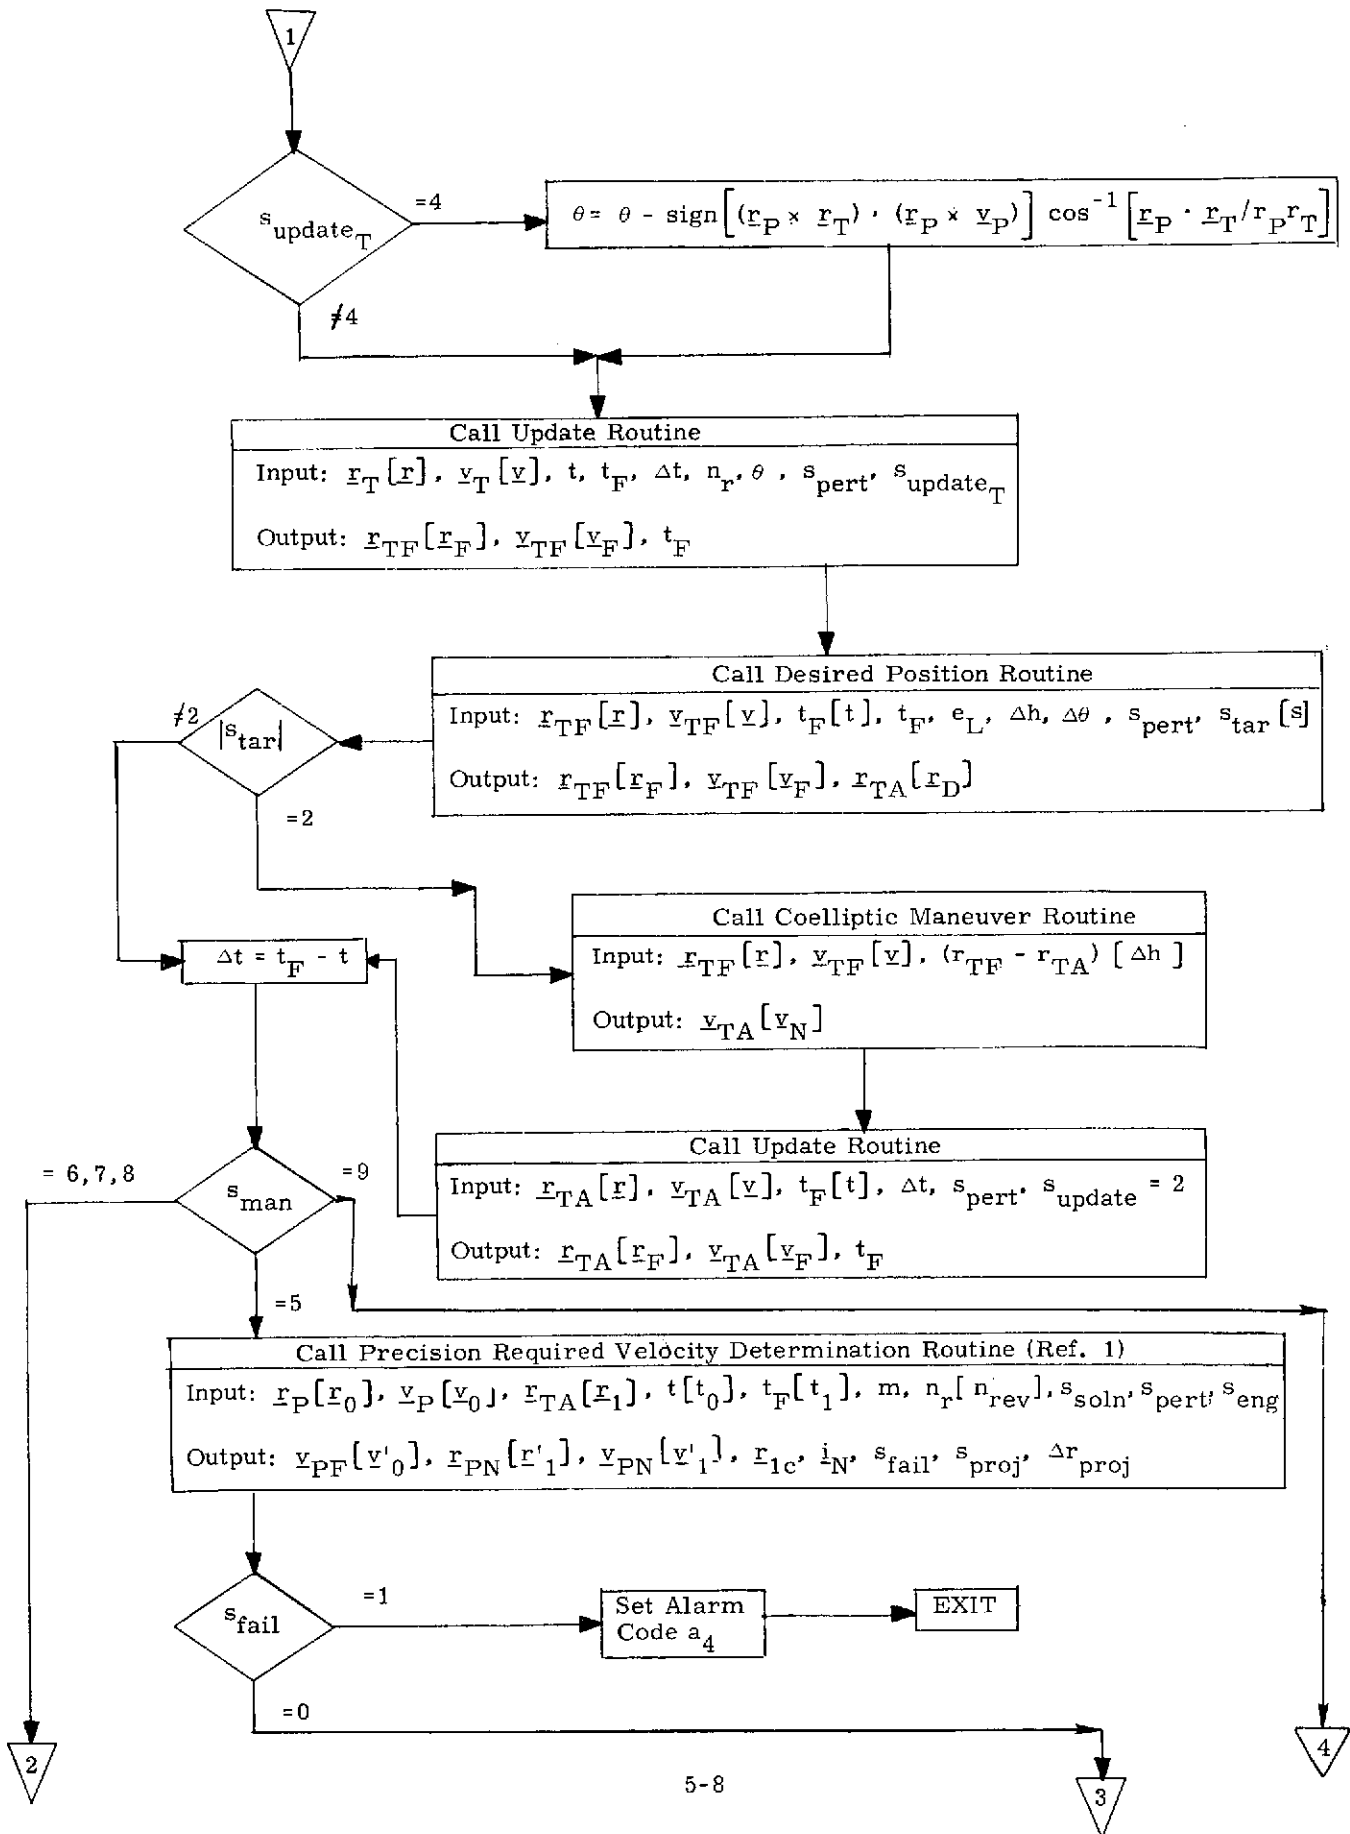 1
s_update_T
=4
θ = θ - sign[(r_P × r_T) · (r_P × v_P)] cos^-1 [r_P · r_T/r_P r_T]
≠4
Call Update Routine
Input: r_T[r], v_T[v], t, t_F, Δt, n_r, θ, s_pert, s_update_T
Output: r_TF[r_F], v_TF[v_F], t_F
Call Desired Position Routine
Input: r_TF[r], v_TF[v], t_F[t], t_F, e_L, Δh, Δθ, s_pert, s_tar[s]
Output: r_TF[r_F], v_TF[v_F], r_TA[r_D]
≠2
|s_tar|
=2
Call Coelliptic Maneuver Routine
Input: r_TF[r], v_TF[v], (r_TF - r_TA) [Δh]
Output: v_TA[v_N]
Δt = t_F - t
Call Update Routine
Input: r_TA[r], v_TA[v], t_F[t], Δt, s_pert, s_update = 2
Output: r_TA[r_F], v_TA[v_F], t_F
= 6,7,8
s_man
=9
=5
Call Precision Required Velocity Determination Routine (Ref. 1)
Input: r_P[r_0], v_P[v_0], r_TA[r_1], t[t_0], t_F[t_1], m, n_r[n_rev], s_soln, s_pert, s_eng
Output: v_PF[v'_0], r_PN[r'_1], v_PN[v'_1], r_1c, i_N, s_fail, s_proj, Δr_proj
s_fail
=1
Set Alarm
Code a_4
EXIT
=0
2
3
4
5-8